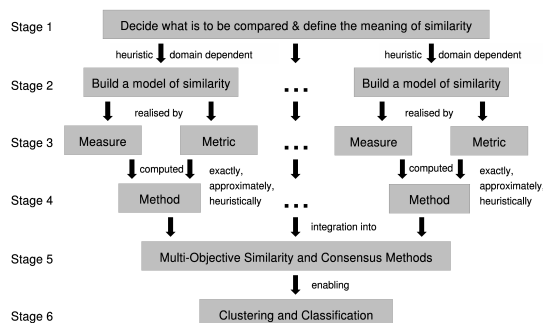 Stage 1 Decide what is to be compared & define the meaning of similarity
heuristic domain dependent heuristic domain dependent
Stage 2 Build a model of similarity ... Build a model of similarity
realised by realised by
Stage 3 Measure Metric ... Measure Metric
computed exactly, computed exactly,
approximately, approximately,
heuristically heuristically
Stage 4 Method ... Method
integration into
Stage 5 Multi-Objective Similarity and Consensus Methods
enabling
Stage 6 Clustering and Classification